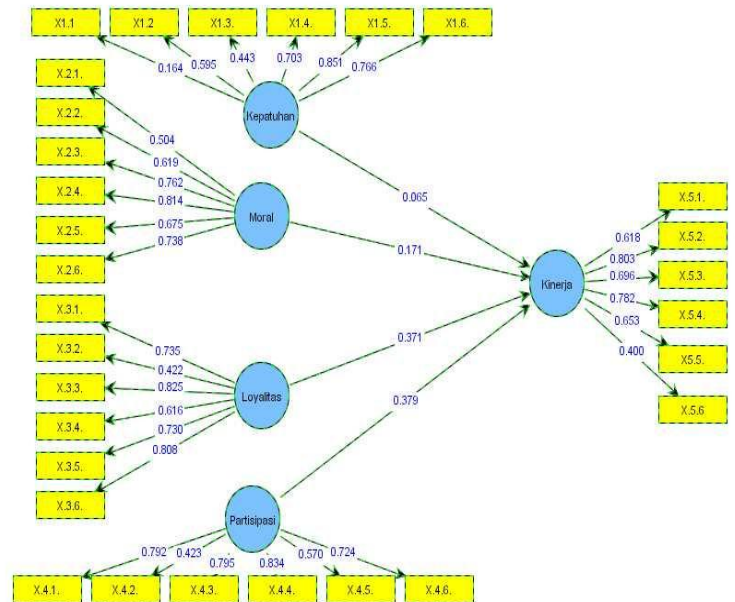 X1.1 X1.2 X1.3. X1.4. X1.5. X1.6.
0.164 0.595 0.443 0.703 0.851 0.766
Kepatuhan
X.2.1.
X.2.2.
X.2.3.
X.2.4.
X.2.5.
X.2.6.
0.504
0.619
0.762
0.814
0.675
0.738
Moral
0.065
0.171
0.371
0.379
Kinerja
X.5.1.
X.5.2.
X.5.3.
X.5.4.
X5.5.
X.5.6
0.618
0.803
0.696
0.782
0.653
0.400
X.3.1.
X.3.2.
X.3.3.
X.3.4.
X.3.5.
X.3.6.
0.735
0.422
0.825
0.616
0.730
0.808
Loyalitas
Partisipasi
0.792 0.423 0.795 0.834 0.570 0.724
X.4.1. X.4.2. X.4.3. X.4.4. X.4.5. X.4.6.